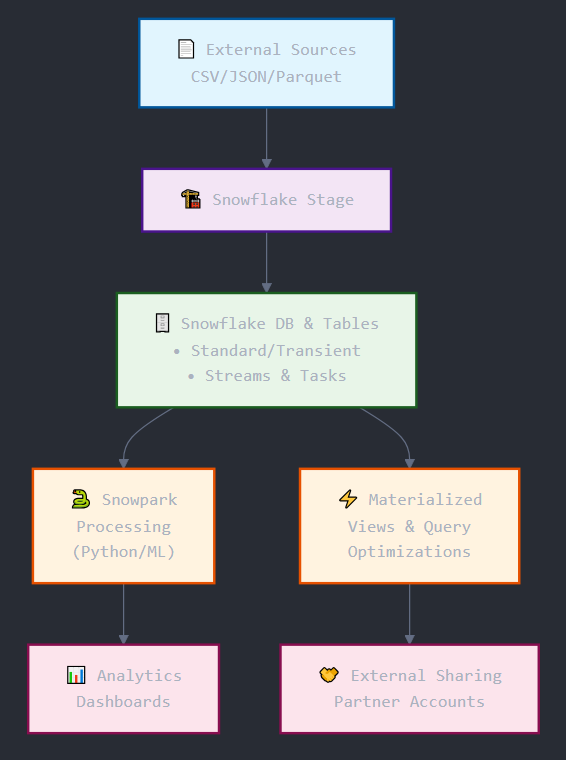 External Sources
CSV/JSON/Parquet
Snowflake Stage
Snowflake DB & Tables
• Standard/Transient
• Streams & Tasks
Snowpark
Processing
(Python/ML)
Materialized
Views & Query
Optimizations
Analytics
Dashboards
External Sharing
Partner Accounts